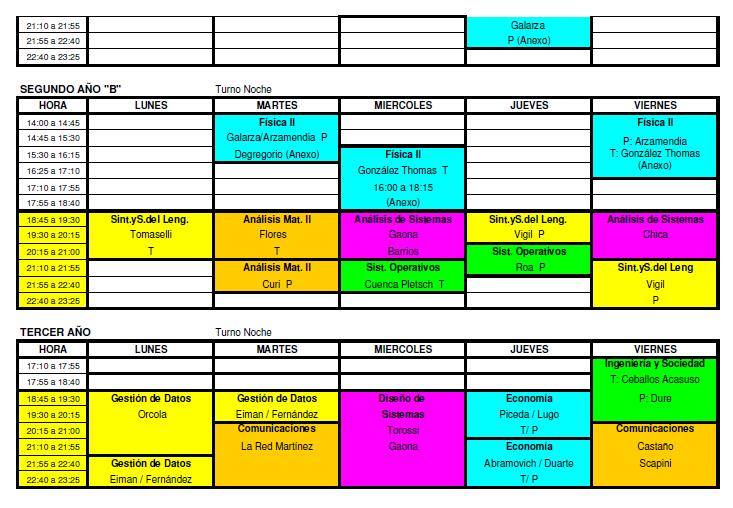 21:10 a 21:55 Galarza
21:55 a 22:40 P (Anexo)
22:40 a 23:25
SEGUNDO AÑO "B" Turno Noche
HORA LUNES MARTES MIERCOLES JUEVES VIERNES
14:00 a 14:45 Física II Física II
14:45 a 15:30 Galarza/Arzamendia P P: Arzamendia
15:30 a 16:15 Degregorio (Anexo) Física II T: González Thomas
16:25 a 17:10 González Thomas T (Anexo)
17:10 a 17:55 16:00 a 18:15
17:55 a 18:40 (Anexo)
18:45 a 19:30 Sint.yS.del Leng. Análisis Mat. II Análisis de Sistemas Sint.yS.del Leng. Análisis de Sistemas
19:30 a 20:15 Tomaselli Flores Gaona Vigil P Chica
20:15 a 21:00 T T Barrios Sist. Operativos
21:10 a 21:55 Análisis Mat. II Sist. Operativos Roa P Sint.yS.del Leng
21:55 a 22:40 Curi P Cuenca Pletsch T Vigil
22:40 a 23:25 P
TERCER AÑO Turno Noche
HORA LUNES MARTES MIERCOLES JUEVES VIERNES
17:10 a 17:55 Ingeniería y Sociedad
17:55 a 18:40 T: Ceballos Acasuso
18:45 a 19:30 Gestión de Datos Gestión de Datos Diseño de Economía P: Dure
19:30 a 20:15 Orcola Eiman / Fernández Sistemas Piceda / Lugo
20:15 a 21:00 Comunicaciones Torossi T/ P Comunicaciones
21:10 a 21:55 La Red Martínez Gaona Economía Castaño
21:55 a 22:40 Gestión de Datos Abramovich / Duarte Scapini
22:40 a 23:25 Eiman / Fernández T/ P